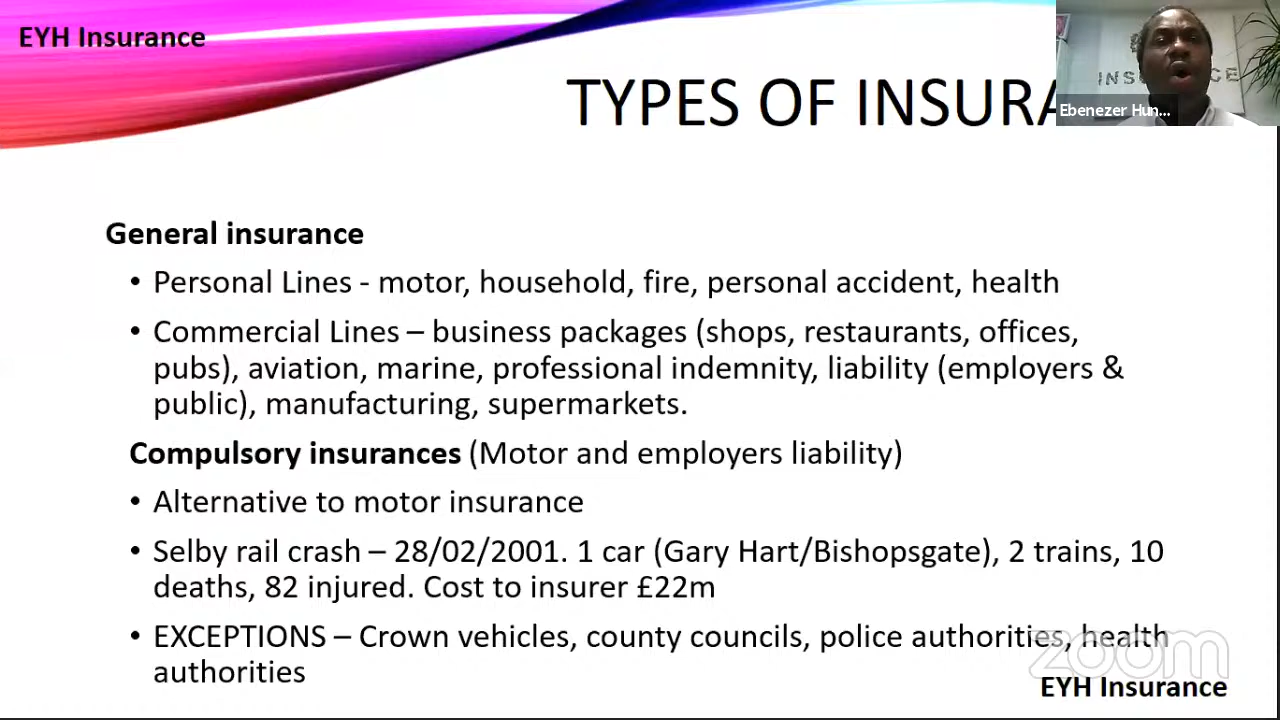 EYH Insurance
TYPES OF INSURA
INS CE
Ebenezer Hun...
General insurance
• Personal Lines - motor, household, fire, personal accident, health
• Commercial Lines – business packages (shops, restaurants, offices,
pubs), aviation, marine, professional indemnity, liability (employers &
public), manufacturing, supermarkets.
Compulsory insurances (Motor and employers liability)
• Alternative to motor insurance
• Selby rail crash – 28/02/2001. 1 car (Gary Hart/Bishopsgate), 2 trains, 10
deaths, 82 injured. Cost to insurer £22m
• EXCEPTIONS – Crown vehicles, county councils, police authorities, health
authorities
zoom
EYH Insurance